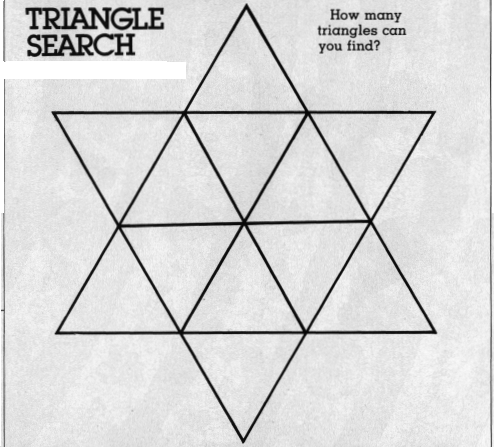 TRIANGLE
SEARCH
How many
triangles can
you find?